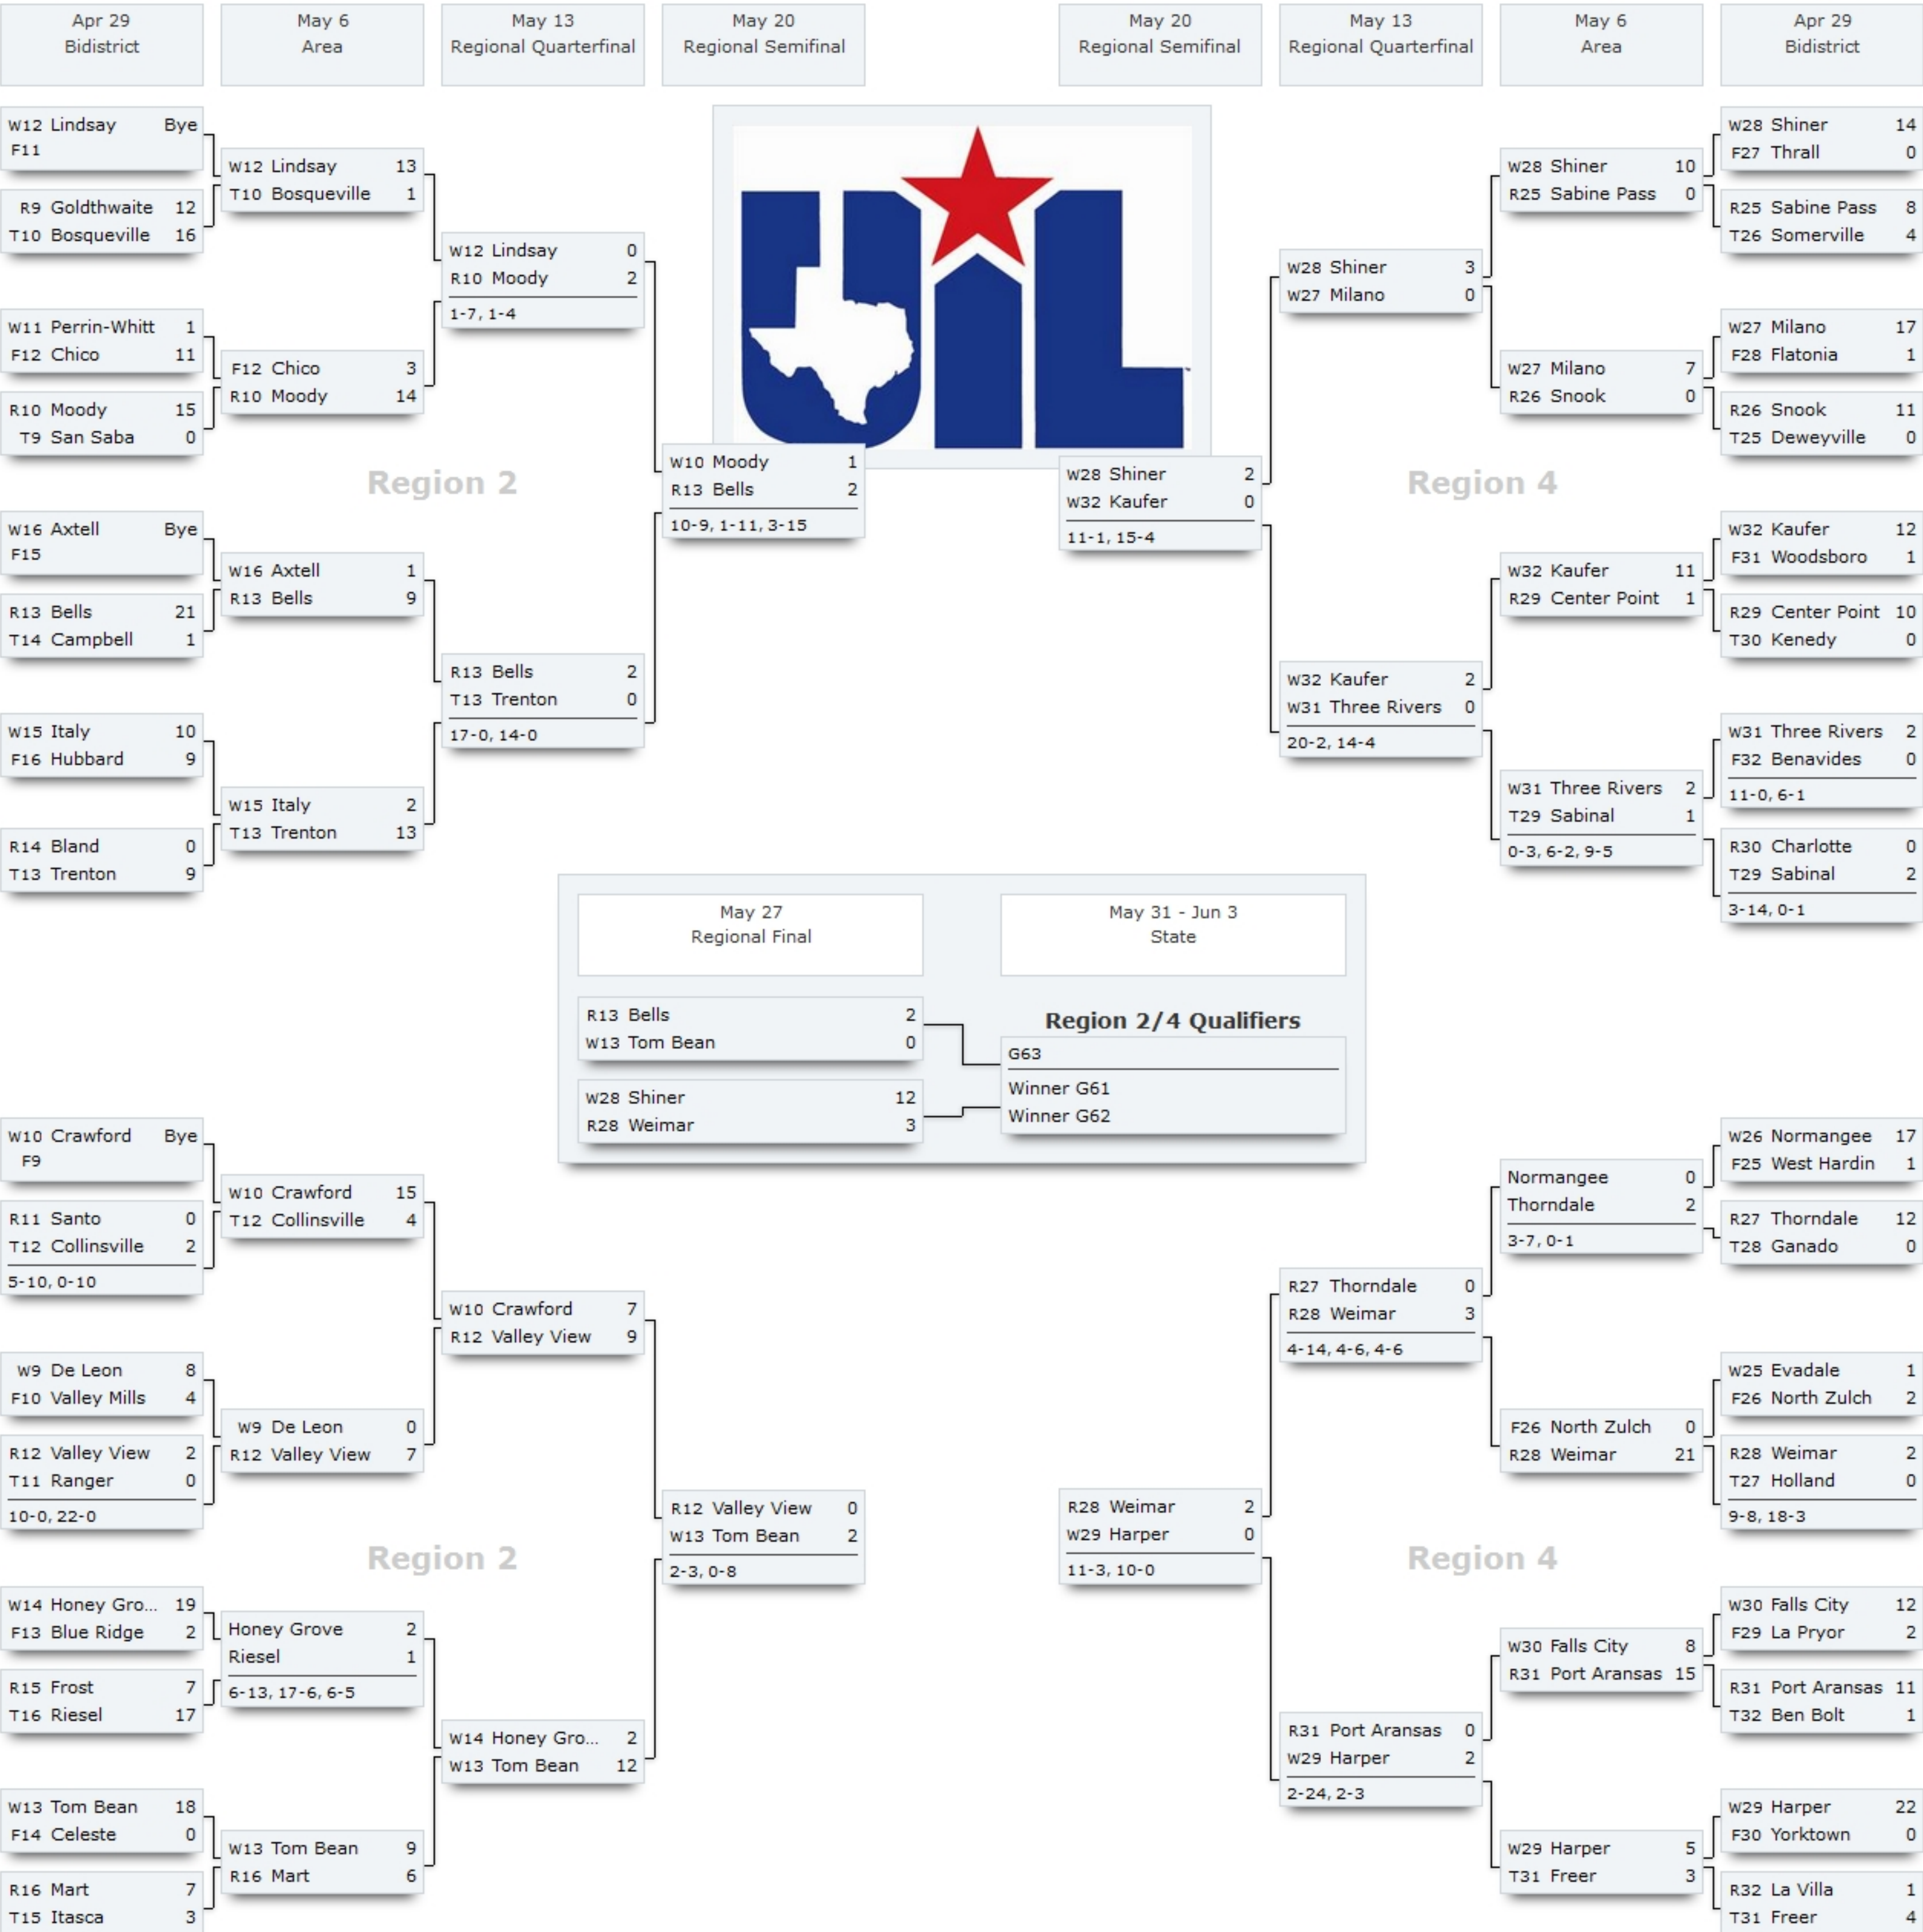 Apr 29
Bidistrict
May 6
Area
May 13
Regional Quarterfinal
May 20
Regional Semifinal
May 20
Regional Semifinal
May 13
Regional Quarterfinal
May 6
Area
Apr 29
Bidistrict
W12 Lindsay Bye
F11
R9 Goldthwaite 12
T10 Bosqueville 16
W11 Perrin-Whitt 1
F12 Chico 11
R10 Moody 15
T9 San Saba 0
W16 Axtell Bye
F15
R13 Bells 21
T14 Campbell 1
W15 Italy 10
F16 Hubbard 9
R14 Bland 0
T13 Trenton 9
W12 Lindsay 13
T10 Bosqueville 1
F12 Chico 3
R10 Moody 14
W16 Axtell 1
R13 Bells 9
W15 Italy 2
T13 Trenton 13
W12 Lindsay 0
R10 Moody 2
1-7, 1-4
R13 Bells 2
T13 Trenton 0
17-0, 14-0
Region 2
W10 Moody 1
R13 Bells 2
10-9, 1-11, 3-15
UIL
W28 Shiner 2
W32 Kaufer 0
11-1, 15-4
Region 4
W28 Shiner 3
W27 Milano 0
W32 Kaufer 2
W31 Three Rivers 0
20-2, 14-4
W28 Shiner 10
R25 Sabine Pass 0
W27 Milano 7
R26 Snook 0
W32 Kaufer 11
R29 Center Point 1
W31 Three Rivers 2
T29 Sabinal 1
0-3, 6-2, 9-5
W28 Shiner 14
F27 Thrall 0
R25 Sabine Pass 8
T26 Somerville 4
W27 Milano 17
F28 Flatonia 1
R26 Snook 11
T25 Deweyville 0
W32 Kaufer 12
F31 Woodsboro 1
R29 Center Point 10
T30 Kenedy 0
W31 Three Rivers 2
F32 Benavides 0
11-0, 6-1
R30 Charlotte 0
T29 Sabinal 2
3-14, 0-1
May 27
Regional Final
May 31 - Jun 3
State
R13 Bells 2
W13 Tom Bean 0
W28 Shiner 12
R28 Weimar 3
Region 2/4 Qualifiers
G63
Winner G61
Winner G62
W10 Crawford Bye
F9
R11 Santo 0
T12 Collinsville 2
5-10, 0-10
W9 De Leon 8
F10 Valley Mills 4
R12 Valley View 2
T11 Ranger 0
10-0, 22-0
W14 Honey Gro... 19
F13 Blue Ridge 2
R15 Frost 7
T16 Riesel 17
W13 Tom Bean 18
F14 Celeste 0
R16 Mart 7
T15 Itasca 3
W10 Crawford 15
T12 Collinsville 4
W9 De Leon 0
R12 Valley View 7
Honey Grove 2
Riesel 1
6-13, 17-6, 6-5
W13 Tom Bean 9
R16 Mart 6
W10 Crawford 7
R12 Valley View 9
W14 Honey Gro... 2
W13 Tom Bean 12
Region 2
R12 Valley View 0
W13 Tom Bean 2
2-3, 0-8
R28 Weimar 2
W29 Harper 0
11-3, 10-0
Region 4
R27 Thorndale 0
R28 Weimar 3
4-14, 4-6, 4-6
R31 Port Aransas 0
W29 Harper 2
2-24, 2-3
Normangee 0
Thorndale 2
3-7, 0-1
F26 North Zulch 0
R28 Weimar 21
W30 Falls City 8
R31 Port Aransas 15
W29 Harper 5
T31 Freer 3
W26 Normangee 17
F25 West Hardin 1
R27 Thorndale 12
T28 Ganado 0
W25 Evadale 1
F26 North Zulch 2
R28 Weimar 2
T27 Holland 0
9-8, 18-3
W30 Falls City 12
F29 La Pryor 2
R31 Port Aransas 11
T32 Ben Bolt 1
W29 Harper 22
F30 Yorktown 0
R32 La Villa 1
T31 Freer 4